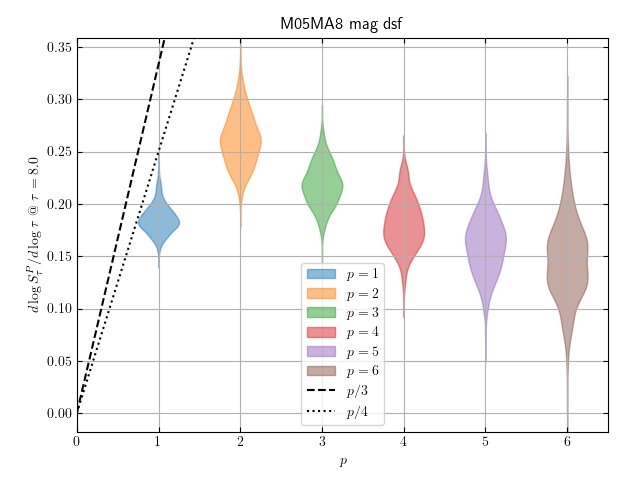 M05MA8 mag dsf
d log S_τ^P / d log τ @ τ = 8.0
0.35
0.30
0.25
0.20
0.15
0.10
0.05
0.00
p = 1
p = 2
p = 3
p = 4
p = 5
p = 6
p/3
p/4
0 1 2 3 4 5 6
p